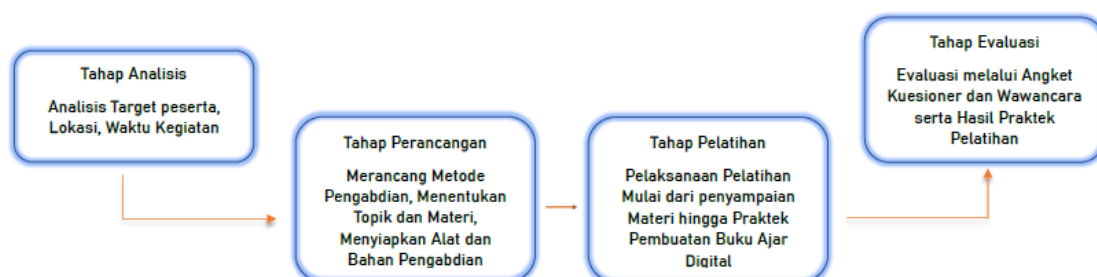 Tahap Analisis
Analisis Target peserta,
Lokasi, Waktu Kegiatan
Tahap Perancangan
Merancang Metode
Pengabdian, Menentukan
Topik dan Materi,
Menyiapkan Alat dan
Bahan Pengabdian
Tahap Pelatihan
Pelaksanaan Pelatihan
Mulai dari penyampaian
Materi hingga Praktek
Pembuatan Buku Ajar
Digital
Tahap Evaluasi
Evaluasi melalui Angket
Kuesioner dan Wawancara
serta Hasil Praktek
Pelatihan